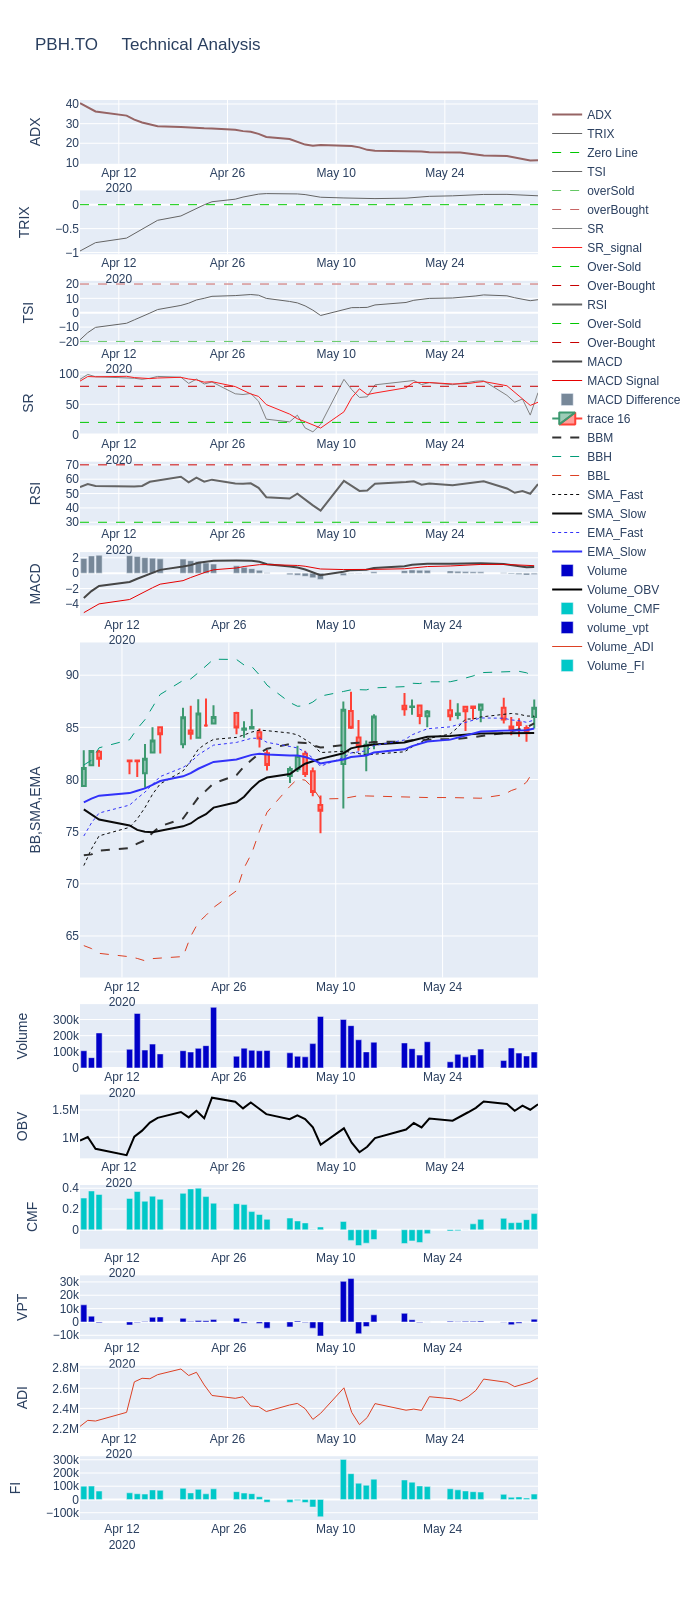 PBH.TO Technical Analysis
ADX
40
30
20
10
Apr 12
2020
Apr 26
May 10
May 24
TRIX
0
−0.5
−1
Apr 12
2020
Apr 26
May 10
May 24
TSI
20
10
0
−10
−20
Apr 12
2020
Apr 26
May 10
May 24
SR
100
50
0
Apr 12
2020
Apr 26
May 10
May 24
RSI
70
60
50
40
30
Apr 12
2020
Apr 26
May 10
May 24
MACD
2
0
−2
−4
Apr 12
2020
Apr 26
May 10
May 24
BB,SMA,EMA
90
85
80
75
70
65
Apr 12
2020
Apr 26
May 10
May 24
Volume
300k
200k
100k
0
Apr 12
2020
Apr 26
May 10
May 24
OBV
1.5M
1M
Apr 12
2020
Apr 26
May 10
May 24
CMF
0.4
0.2
0
Apr 12
2020
Apr 26
May 10
May 24
VPT
30k
20k
10k
0
−10k
Apr 12
2020
Apr 26
May 10
May 24
ADI
2.8M
2.6M
2.4M
2.2M
Apr 12
2020
Apr 26
May 10
May 24
FI
300k
200k
100k
0
−100k
Apr 12
2020
Apr 26
May 10
May 24
ADX
TRIX
Zero Line
TSI
overSold
overBought
SR
SR_signal
Over-Sold
Over-Bought
RSI
Over-Sold
Over-Bought
MACD
MACD Signal
MACD Difference
trace 16
BBM
BBH
BBL
SMA_Fast
SMA_Slow
EMA_Fast
EMA_Slow
Volume
Volume_OBV
Volume_CMF
volume_vpt
Volume_ADI
Volume_FI